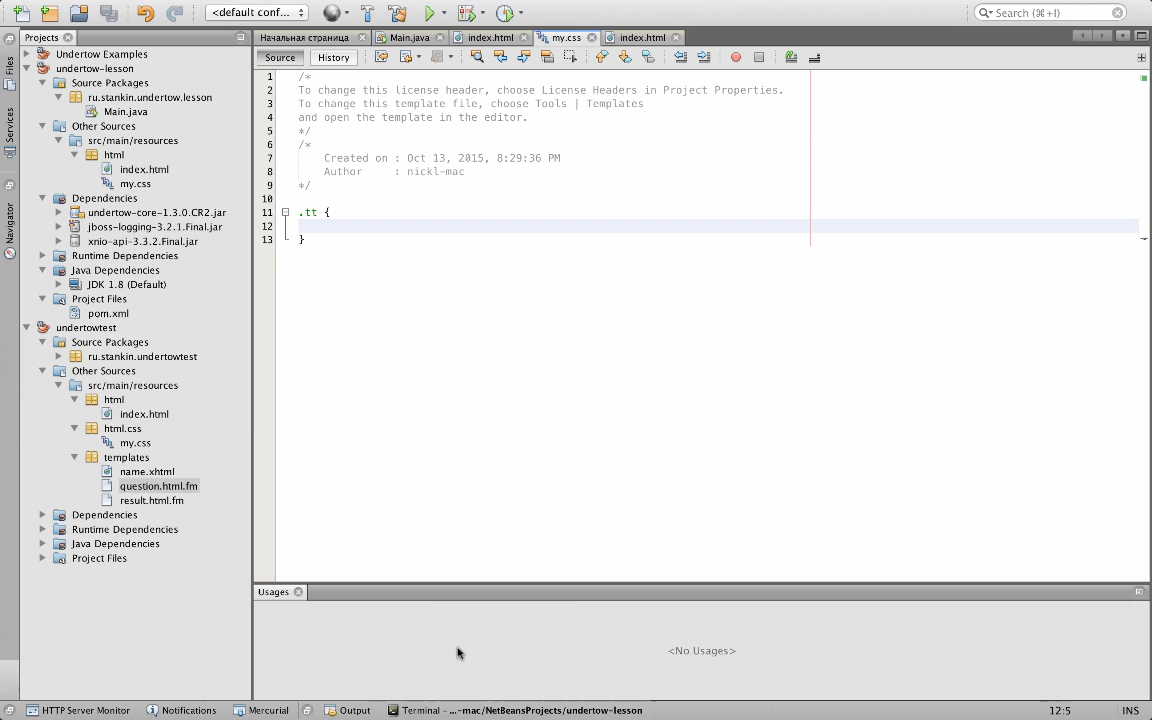 <default conf...
Search (⌘+I)
Projects
Начальная страница
Main.java
index.html
my.css
index.html
Files
Services
Navigator
Source
History
Undertow Examples
undertow-lesson
Source Packages
ru.stankin.undertow.lesson
Main.java
Other Sources
src/main/resources
html
index.html
my.css
Dependencies
undertow-core-1.3.0.CR2.jar
jboss-logging-3.2.1.Final.jar
xnio-api-3.3.2.Final.jar
Runtime Dependencies
Java Dependencies
JDK 1.8 (Default)
Project Files
pom.xml
undertowtest
Source Packages
ru.stankin.undertowtest
Other Sources
src/main/resources
html
index.html
html.css
my.css
templates
name.xhtml
question.html.fm
result.html.fm
Dependencies
Runtime Dependencies
Java Dependencies
Project Files
1 /*
2 To change this license header, choose License Headers in Project Properties.
3 To change this template file, choose Tools | Templates
4 and open the template in the editor.
5 */
6 /*
7 Created on : Oct 13, 2015, 8:29:36 PM
8 Author : nickl-mac
9 */
10
11 .tt {
12
13 }
Usages
<No Usages>
HTTP Server Monitor
Notifications
Mercurial
Output
Terminal – ...-mac/NetBeansProjects/undertow-lesson
12:5
INS